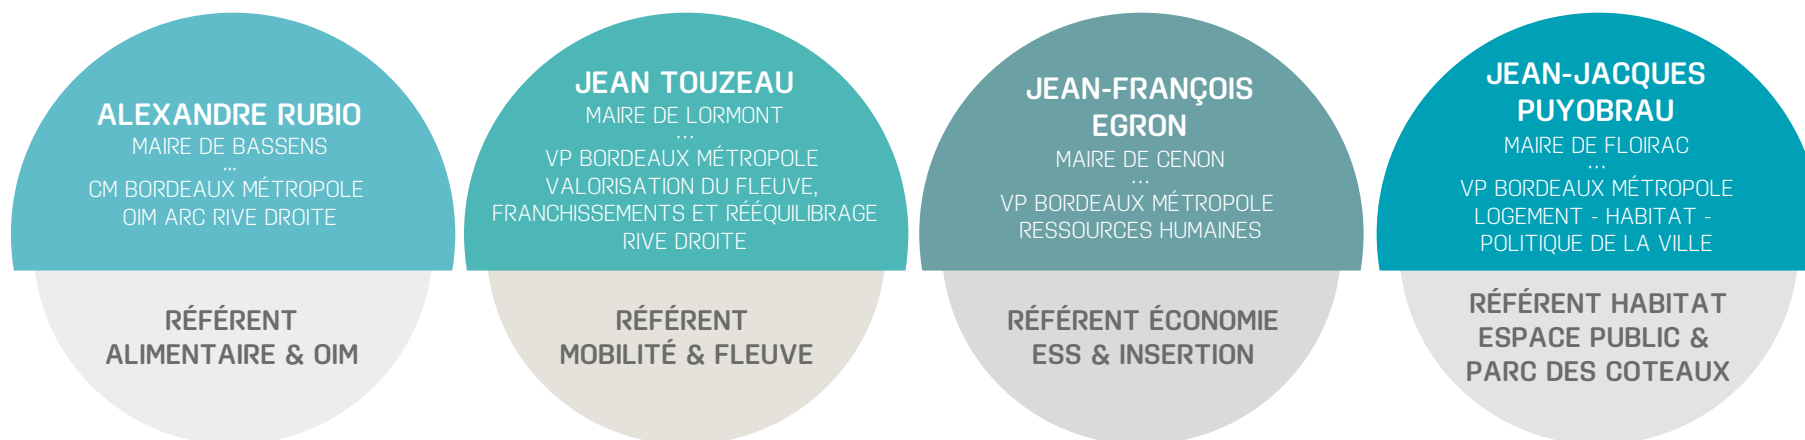 ALEXANDRE RUBIO
MAIRE DE BASSENS
...
CM BORDEAUX MÉTROPOLE
OIM ARC RIVE DROITE
RÉFÉRENT
ALIMENTAIRE & OIM
JEAN TOUZEAU
MAIRE DE LORMONT
...
VP BORDEAUX MÉTROPOLE
VALORISATION DU FLEUVE,
FRANCHISSEMENTS ET RÉÉQUILIBRAGE
RIVE DROITE
RÉFÉRENT
MOBILITÉ & FLEUVE
JEAN-FRANÇOIS
EGRON
MAIRE DE CENON
...
VP BORDEAUX MÉTROPOLE
RESSOURCES HUMAINES
RÉFÉRENT ÉCONOMIE
ESS & INSERTION
JEAN-JACQUES
PUYOBRAU
MAIRE DE FLOIRAC
...
VP BORDEAUX MÉTROPOLE
LOGEMENT - HABITAT -
POLITIQUE DE LA VILLE
RÉFÉRENT HABITAT
ESPACE PUBLIC &
PARC DES COTEAUX